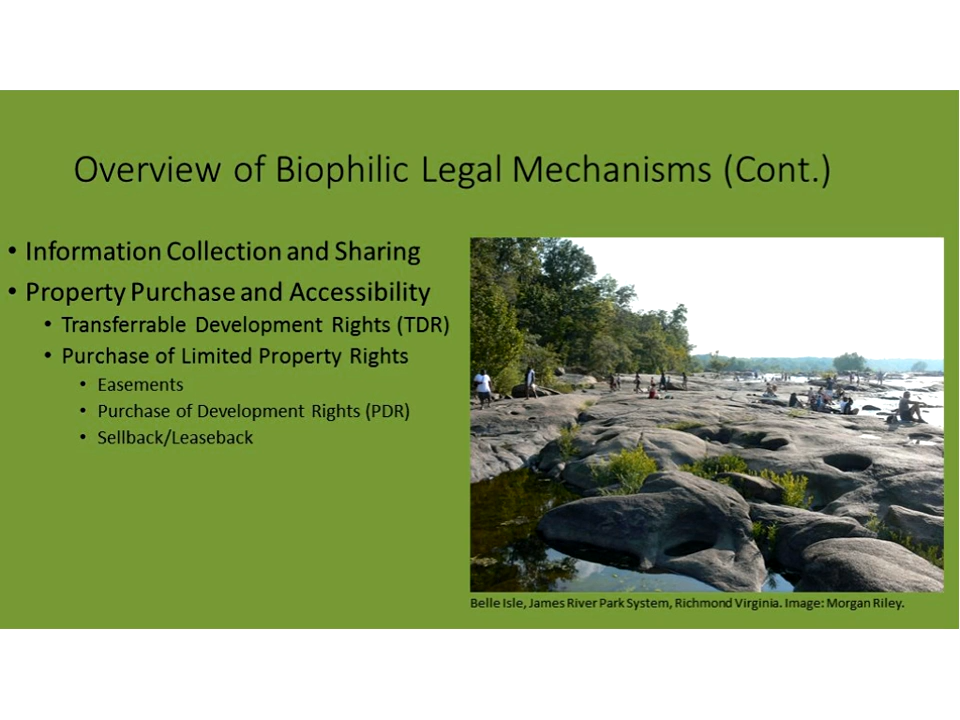 Overview of Biophilic Legal Mechanisms (Cont.)
• Information Collection and Sharing
• Property Purchase and Accessibility
• Transferrable Development Rights (TDR)
• Purchase of Limited Property Rights
• Easements
• Purchase of Development Rights (PDR)
• Sellback/Leaseback
Belle Isle, James River Park System, Richmond Virginia. Image: Morgan Riley.